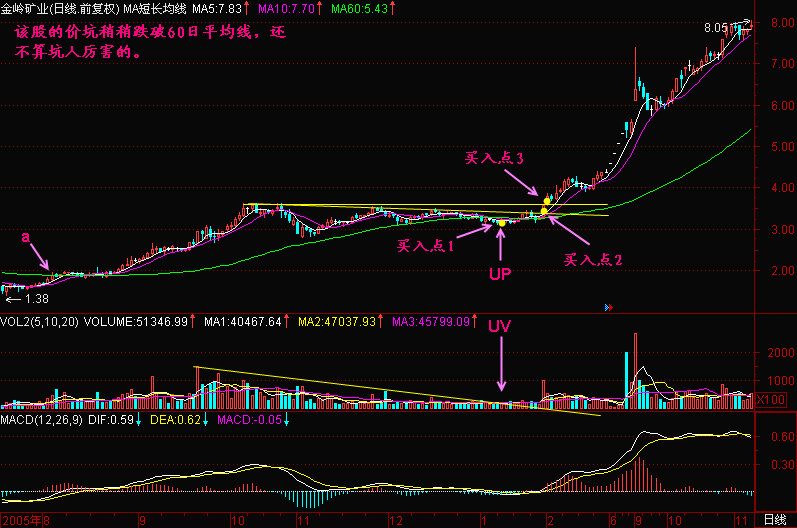 金岭矿业(日线.前复权) MA短长均线 MA5:7.83↑ MA10:7.70↑ MA60:5.43↑
该股的价坑稍稍跌破60日平均线，还
不算坑人厉害的。
8.05
8.00
7.00
6.00
5.00
4.00
3.00
2.00
买入点3
买入点1
买入点2
a
UP
1.38
VOL2(5,10,20) VOLUME:51346.99↑ MA1:40467.64↑ MA2:47037.93↑ MA3:45799.09↑
UV
2000
1000
X100
MACD(12,26,9) DIF:0.59↓ DEA:0.62↓ MACD:-0.05↓
0.60
0.30
2005年 8 9 10 11 12 1 2 6 9 10 11 日线